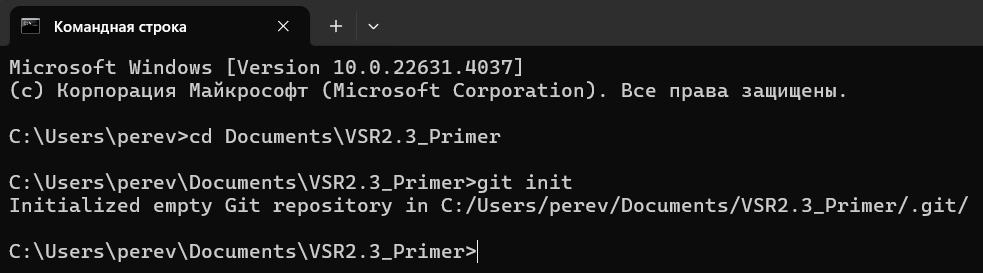 Командная строка
Microsoft Windows [Version 10.0.22631.4037]
(c) Корпорация Майкрософт (Microsoft Corporation). Все права защищены.
C:\Users\perev>cd Documents\VSR2.3_Primer
C:\Users\perev\Documents\VSR2.3_Primer>git init
Initialized empty Git repository in C:/Users/perev/Documents/VSR2.3_Primer/.git/
C:\Users\perev\Documents\VSR2.3_Primer>